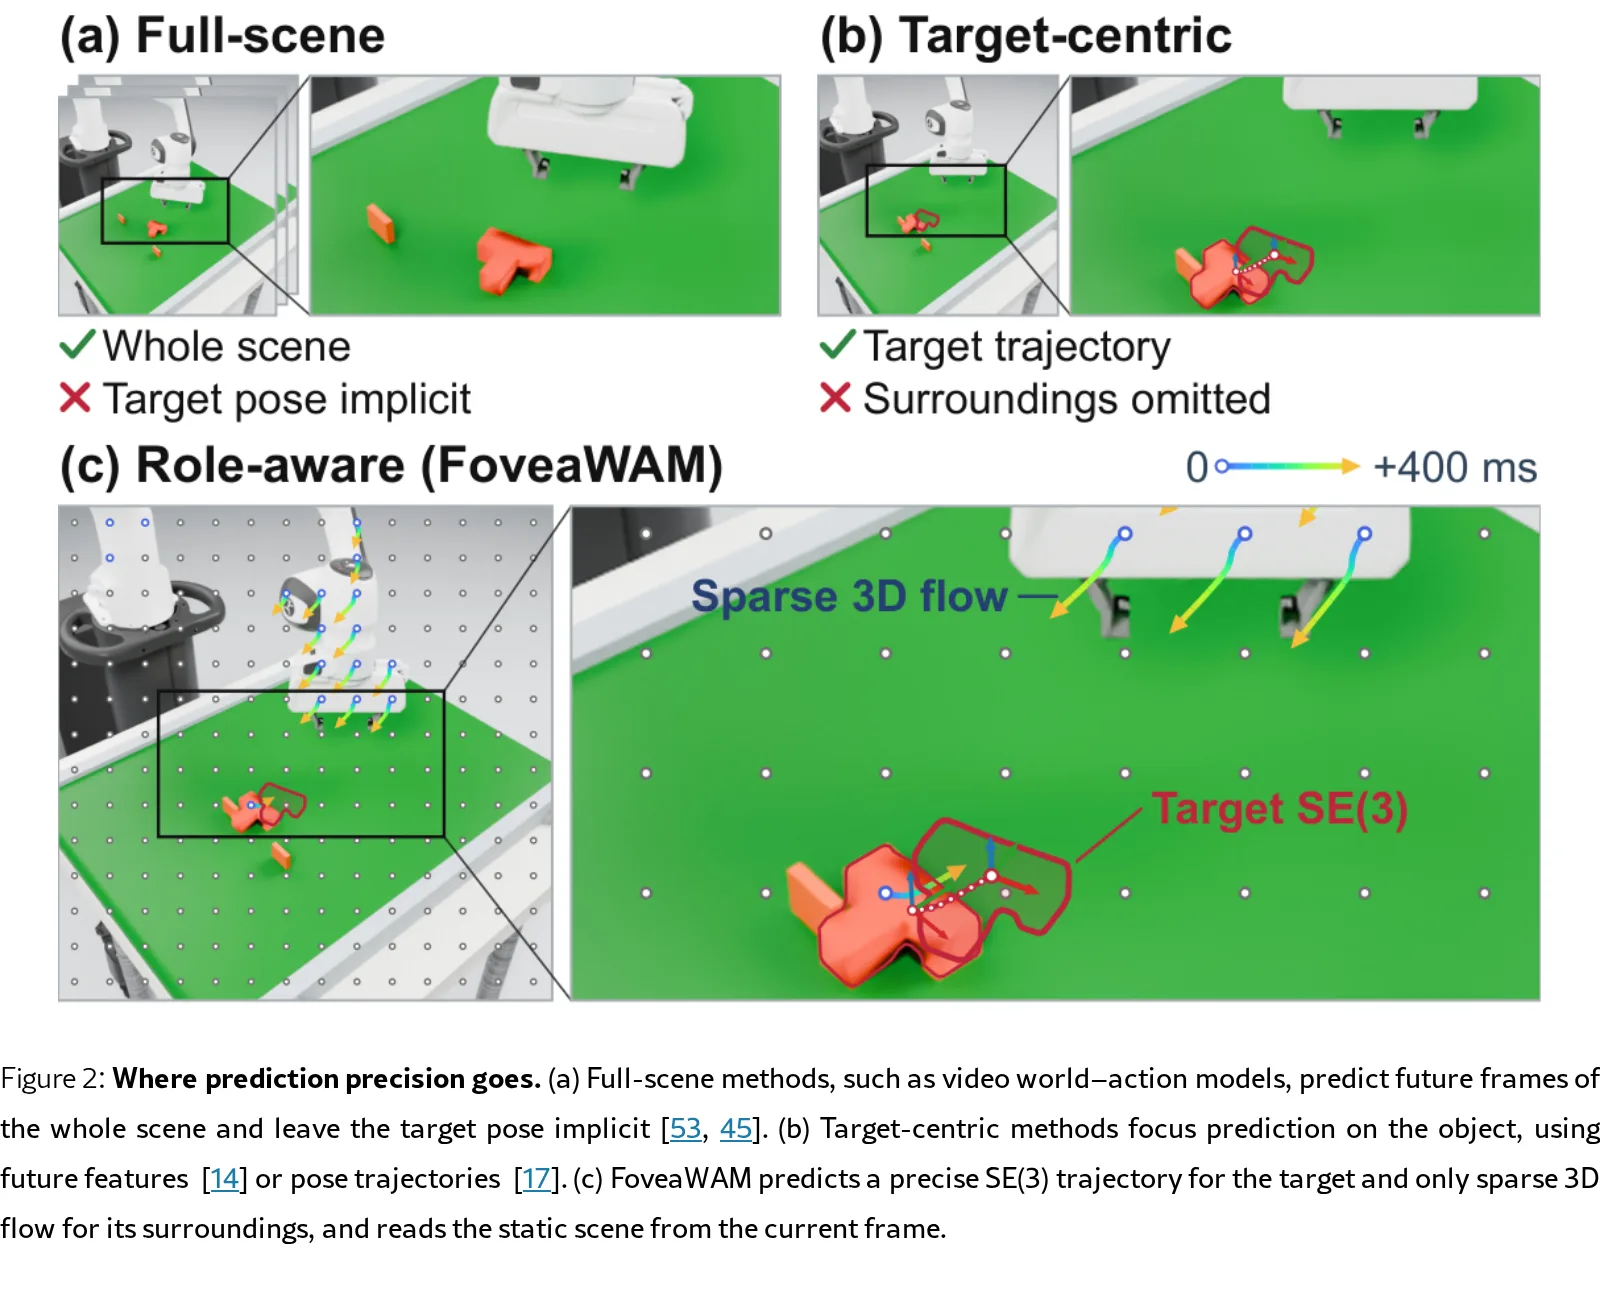 (a) Full-scene
(b) Target-centric
Whole scene
Target pose implicit
Target trajectory
Surroundings omitted
(c) Role-aware (FoveaWAM)
0 +400 ms
Sparse 3D flow
Target SE(3)
Figure 2: Where prediction precision goes. (a) Full-scene methods, such as video world–action models, predict future frames of
the whole scene and leave the target pose implicit [53, 45]. (b) Target-centric methods focus prediction on the object, using
future features [14] or pose trajectories [17]. (c) FoveaWAM predicts a precise SE(3) trajectory for the target and only sparse 3D
flow for its surroundings, and reads the static scene from the current frame.